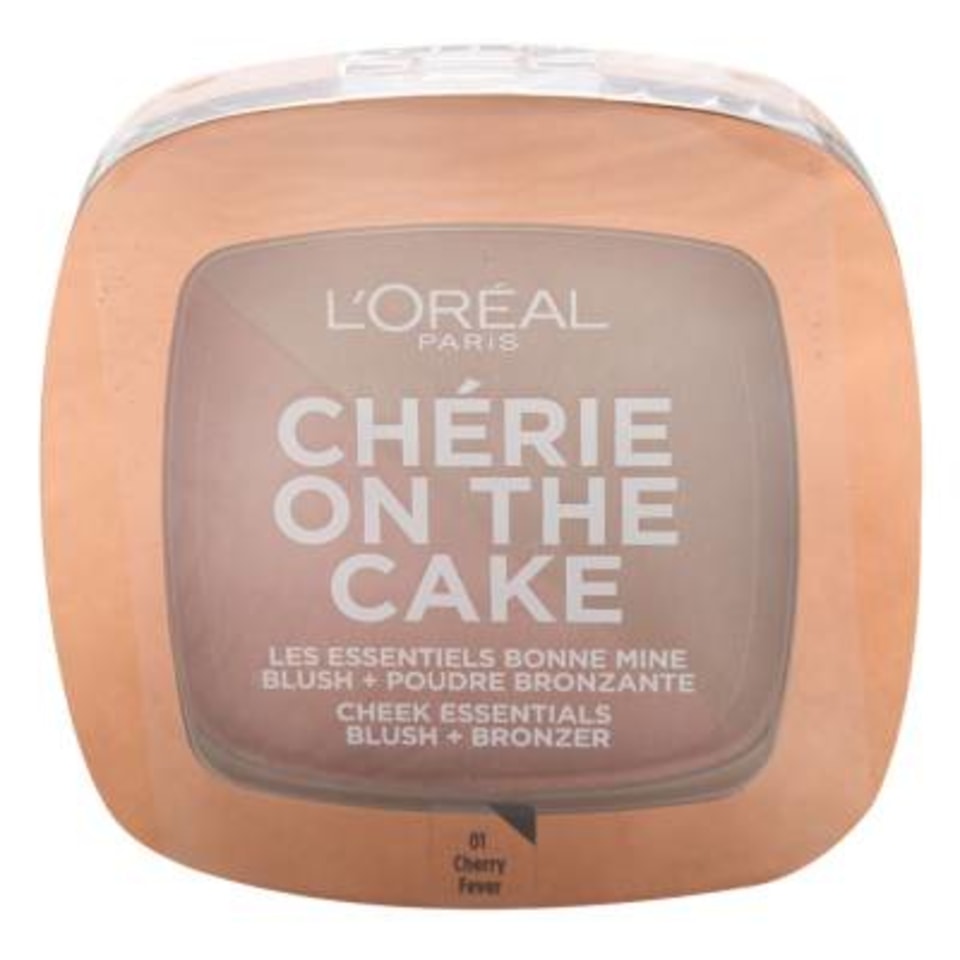 L'ORÉAL
PARIS
CHÉRIE
ON THE
CAKE
LES ESSENTIELS BONNE MINE
BLUSH + POUDRE BRONZANTE
CHEEK ESSENTIALS
BLUSH + BRONZER
01
Cherry
Fever